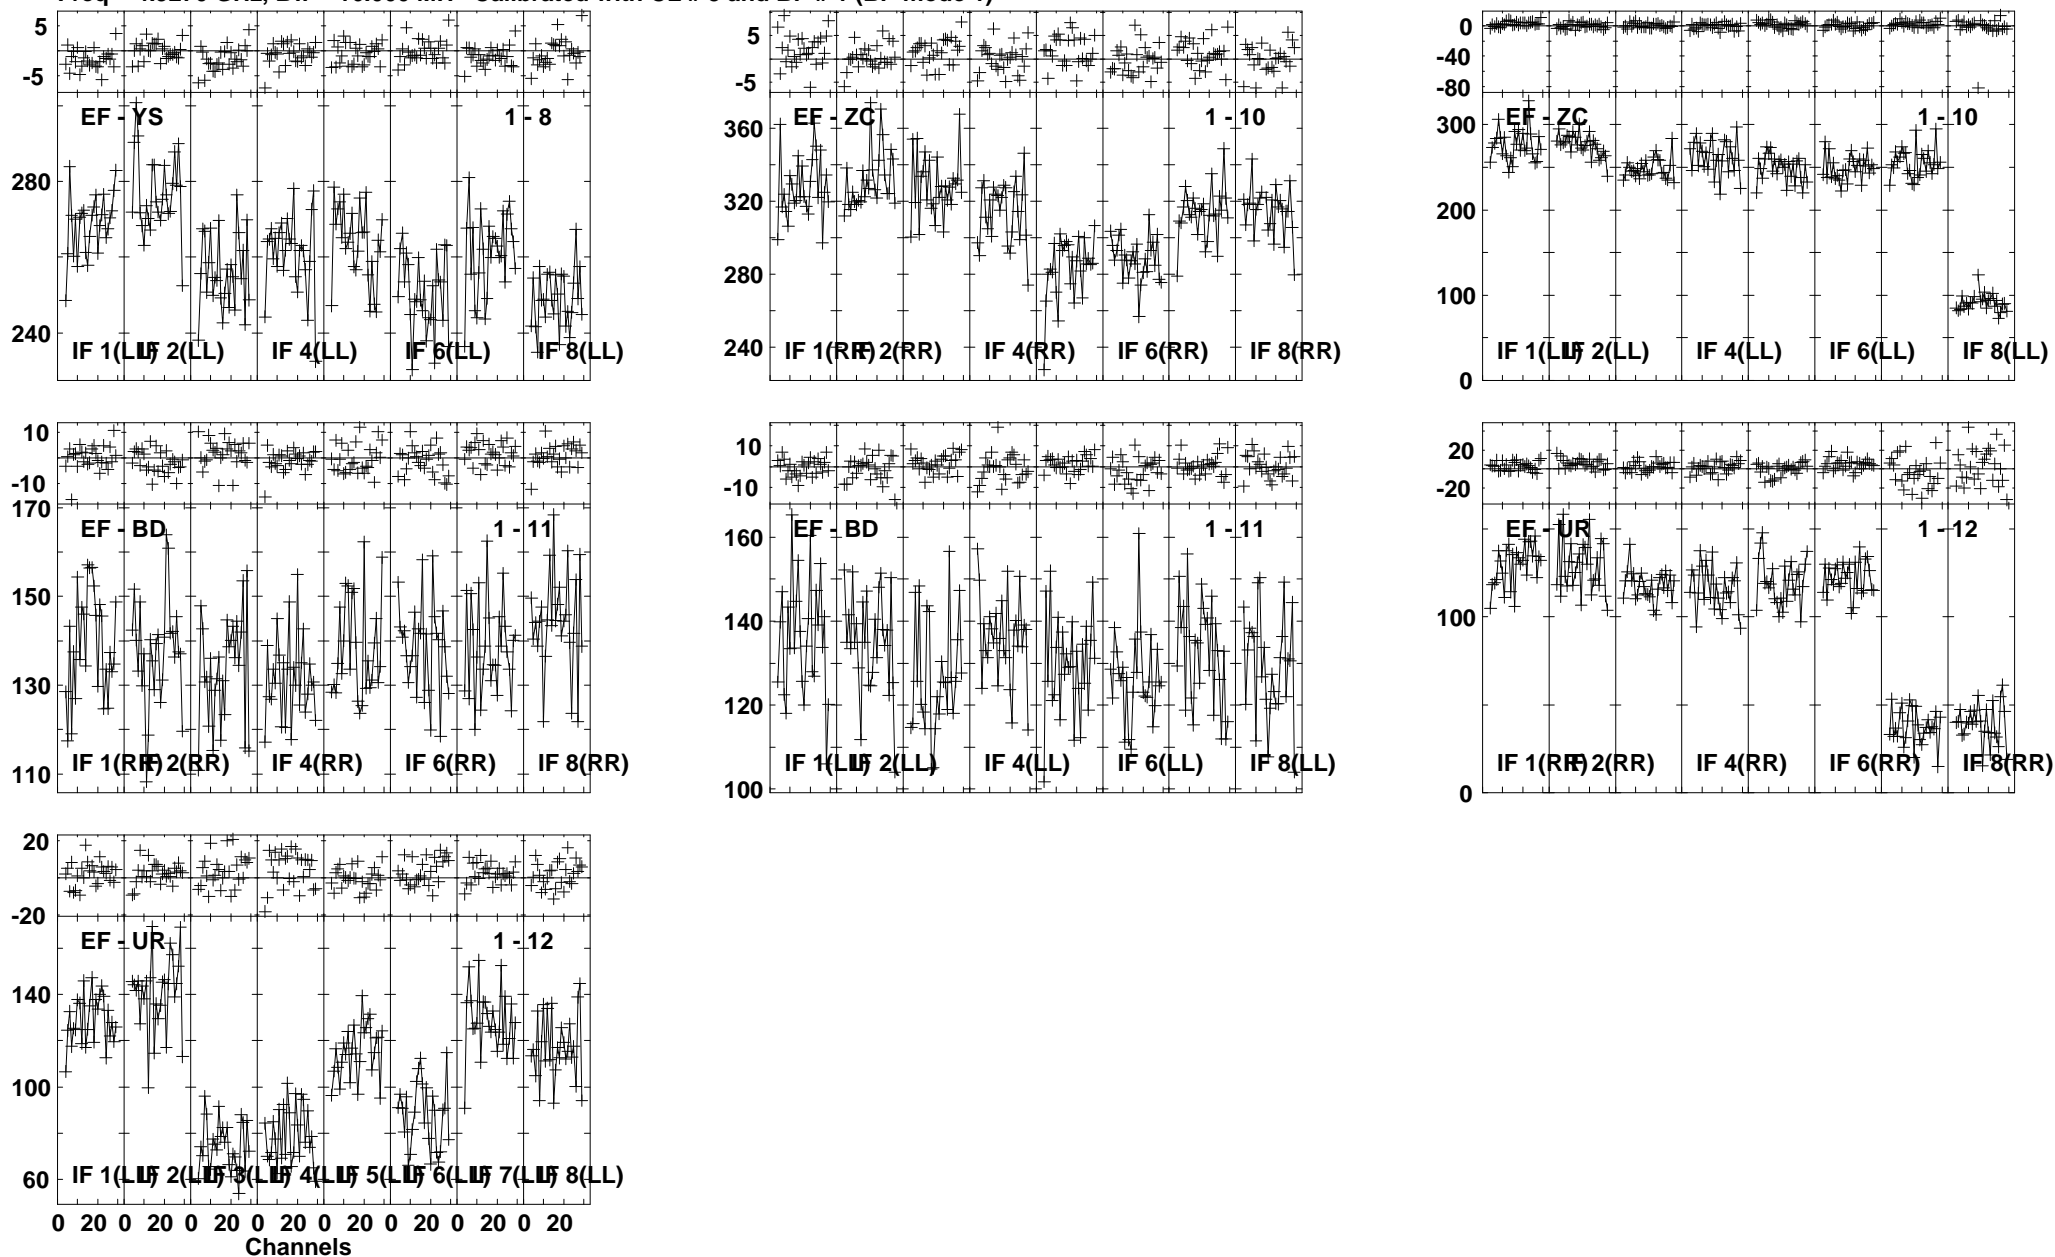 5
-5
EF - YS
1 - 8
280
240
IF 1(LL)
IF 2(LL)
IF 4(LL)
IF 6(LL)
IF 8(LL)
5
-5
EF - ZC
1 - 10
360
320
280
240
IF 1(RR)
IF 2(RR)
IF 4(RR)
IF 6(RR)
IF 8(RR)
0
-40
-80
EF - ZC
1 - 10
300
200
100
0
IF 1(LL)
IF 2(LL)
IF 4(LL)
IF 6(LL)
IF 8(LL)
10
-10
170
EF - BD
1 - 11
150
130
110
IF 1(RR)
IF 2(RR)
IF 4(RR)
IF 6(RR)
IF 8(RR)
10
-10
EF - BD
1 - 11
160
140
120
100
IF 1(LL)
IF 2(LL)
IF 4(LL)
IF 6(LL)
IF 8(LL)
20
-20
EF - UR
1 - 12
100
0
IF 1(RR)
IF 2(RR)
IF 4(RR)
IF 6(RR)
IF 8(RR)
20
-20
EF - UR
1 - 12
140
100
60
IF 1(LL)
IF 2(LL)
IF 3(LL)
IF 4(LL)
IF 5(LL)
IF 6(LL)
IF 7(LL)
IF 8(LL)
0 20 0 20 0 20 0 20 0 20 0 20 0 20 0 20
Channels